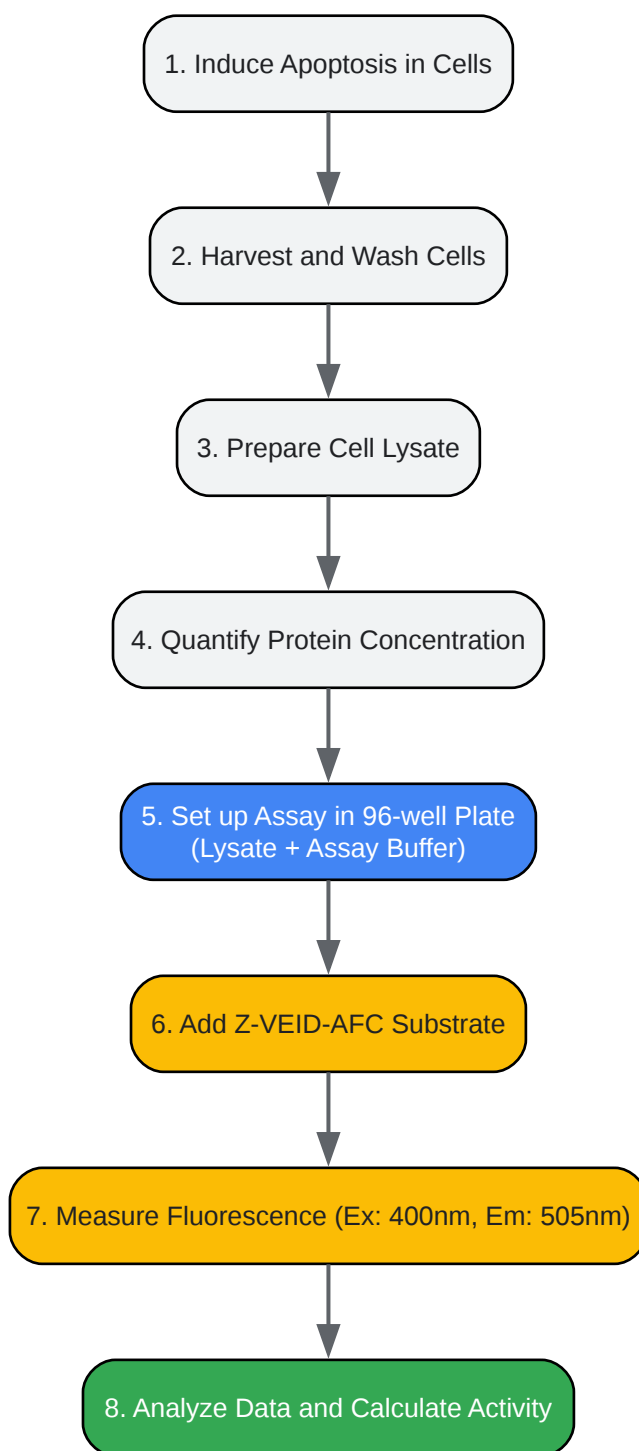 1. Induce Apoptosis in Cells
2. Harvest and Wash Cells
3. Prepare Cell Lysate
4. Quantify Protein Concentration
5. Set up Assay in 96-well Plate
(Lysate + Assay Buffer)
6. Add Z-VEID-AFC Substrate
7. Measure Fluorescence (Ex: 400nm, Em: 505nm)
8. Analyze Data and Calculate Activity